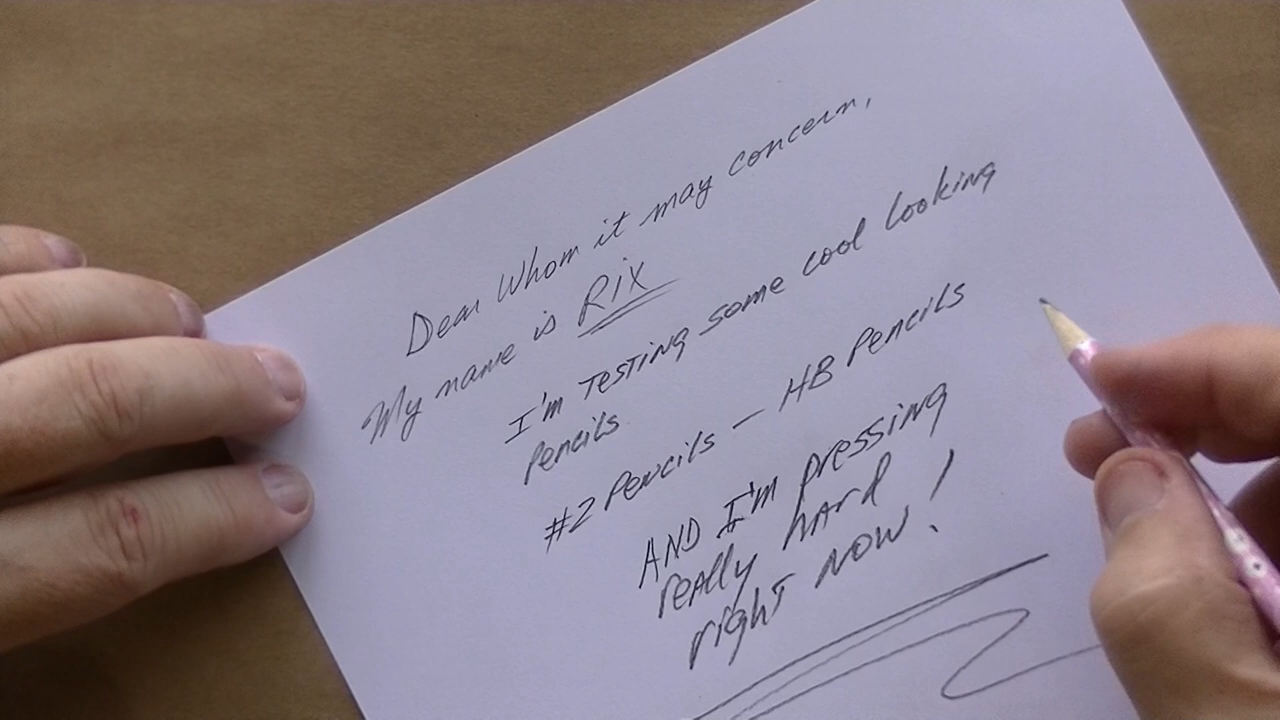 Dear Whom it may concern,
My name is Rix
I'm Testing some cool looking
Pencils.
#2 Pencils – HB Pencils
AND I'm pressing
really hard
right now!